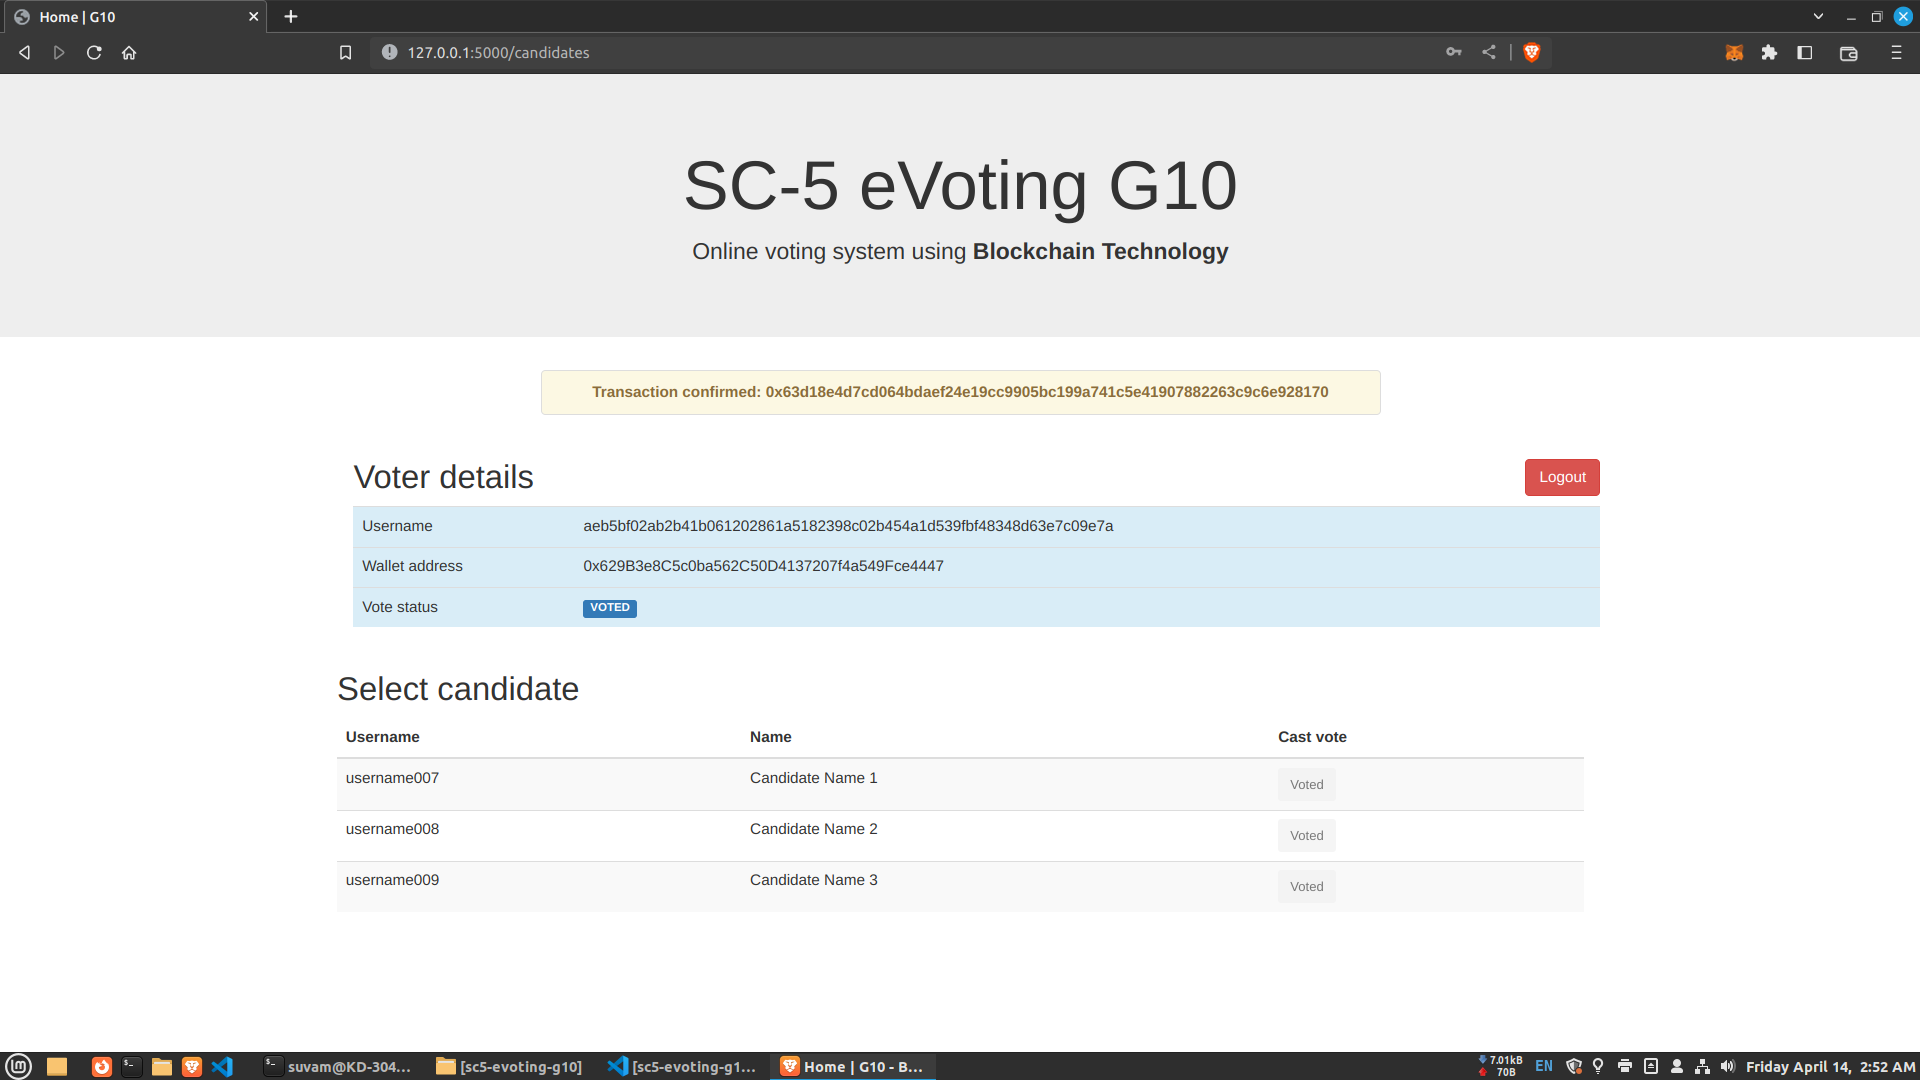 Home | G10
127.0.0.1:5000/candidates
SC-5 eVoting G10
Online voting system using Blockchain Technology
Transaction confirmed: 0x63d18e4d7cd064bdaef24e19cc9905bc199a741c5e41907882263c9c6e928170
Voter details
Logout
Username aeb5bf02ab2b41b061202861a5182398c02b454a1d539fbf48348d63e7c09e7a
Wallet address 0x629B3e8C5c0ba562C50D4137207f4a549Fce4447
Vote status VOTED
Select candidate
Username Name Cast vote
username007 Candidate Name 1 Voted
username008 Candidate Name 2 Voted
username009 Candidate Name 3 Voted
suvam@KD-304... [sc5-evoting-g10] [sc5-evoting-g1... Home | G10 - B... 7.01kB 70B EN Friday April 14, 2:52 AM